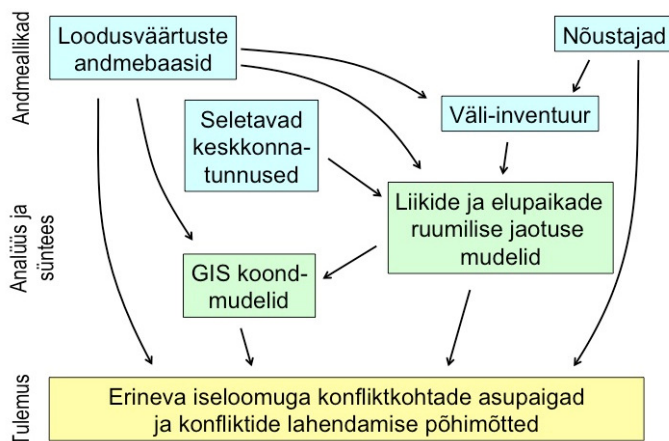 Andmeallikad
Loodusväärtuste
andmebaasid
Nõustajad
Väli-inventuur
Seletavad
keskkonna-
tunnused
Analüüs ja
süntees
Liikide ja elupaikade
ruumilise jaotuse
mudelid
GIS koond-
mudelid
Tulemus
Erineva iseloomuga konfliktkohtade asupaigad
ja konfliktide lahendamise põhimõtted